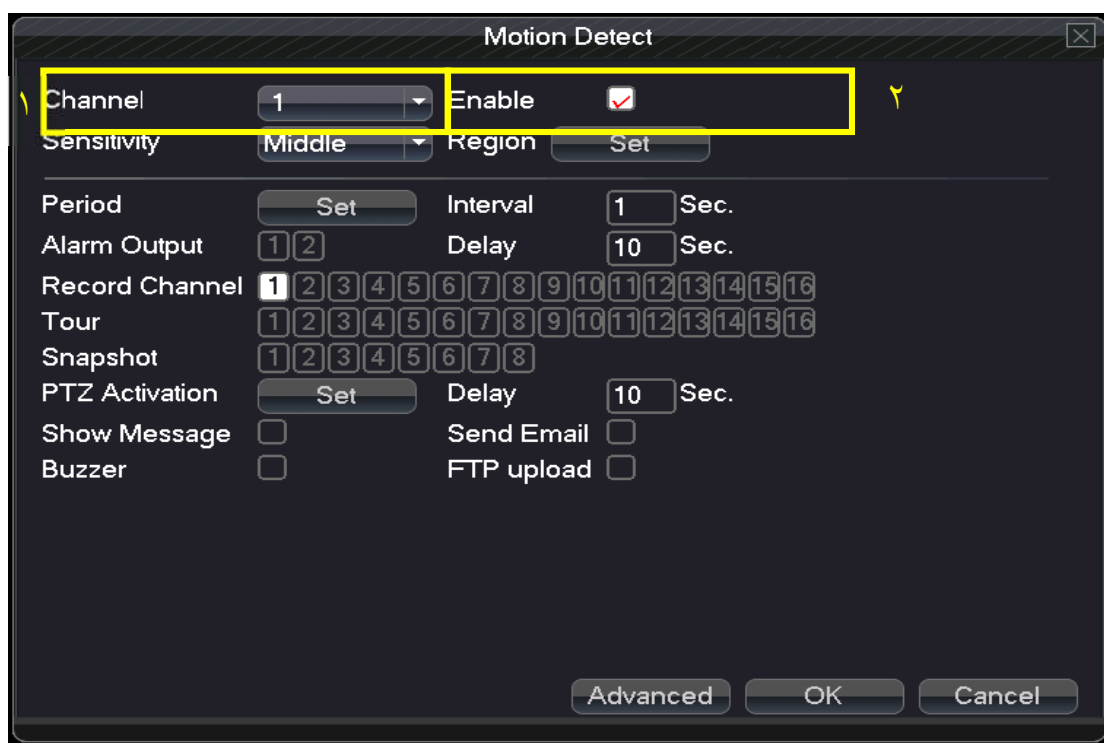 Motion Detect
۱ Channel 1 Enable ۲
Sensitivity Middle Region Set
Period Set Interval 1 Sec.
Alarm Output 1 2 Delay 10 Sec.
Record Channel 1 2 3 4 5 6 7 8 9 10 11 12 13 14 15 16
Tour 1 2 3 4 5 6 7 8 9 10 11 12 13 14 15 16
Snapshot 1 2 3 4 5 6 7 8
PTZ Activation Set Delay 10 Sec.
Show Message Send Email
Buzzer FTP upload
Advanced OK Cancel